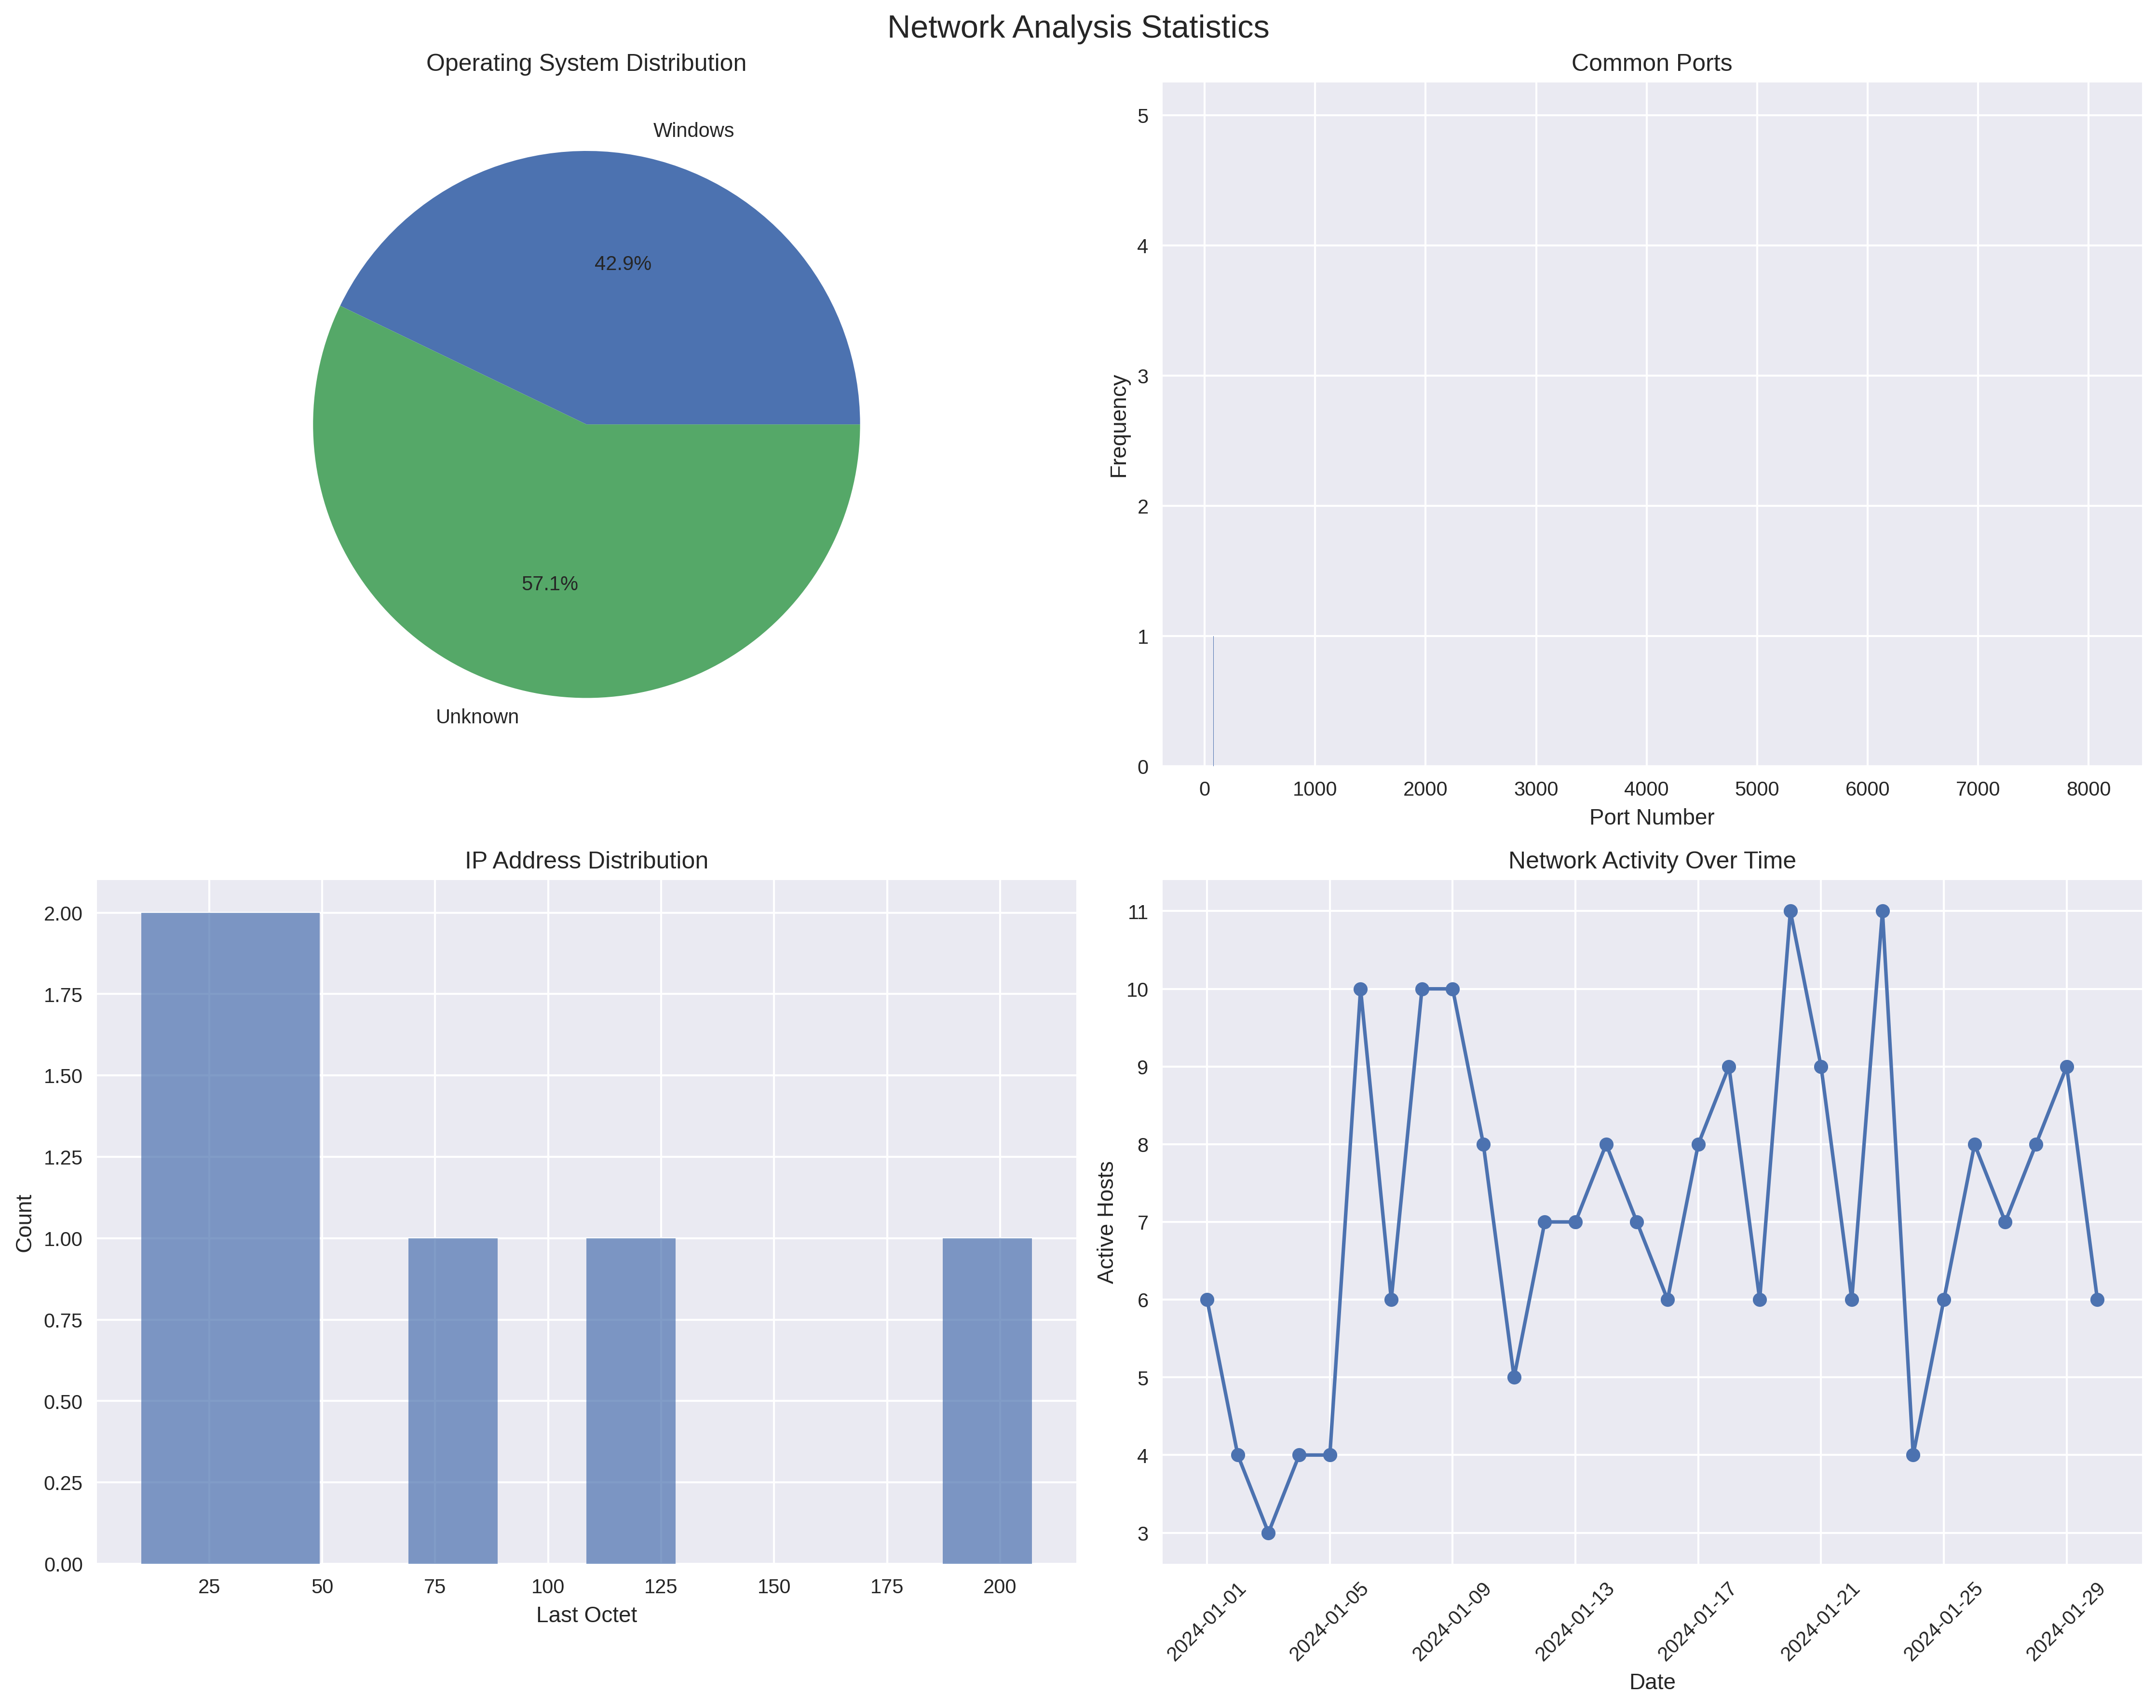 Network Analysis Statistics
Operating System Distribution
Windows
42.9%
57.1%
Unknown
Common Ports
5
4
3
2
1
0
Frequency
0 1000 2000 3000 4000 5000 6000 7000 8000
Port Number
IP Address Distribution
2.00
1.75
1.50
1.25
1.00
0.75
0.50
0.25
0.00
Count
25 50 75 100 125 150 175 200
Last Octet
Network Activity Over Time
11
10
9
8
7
6
5
4
3
Active Hosts
2024-01-01 2024-01-05 2024-01-09 2024-01-13 2024-01-17 2024-01-21 2024-01-25 2024-01-29
Date